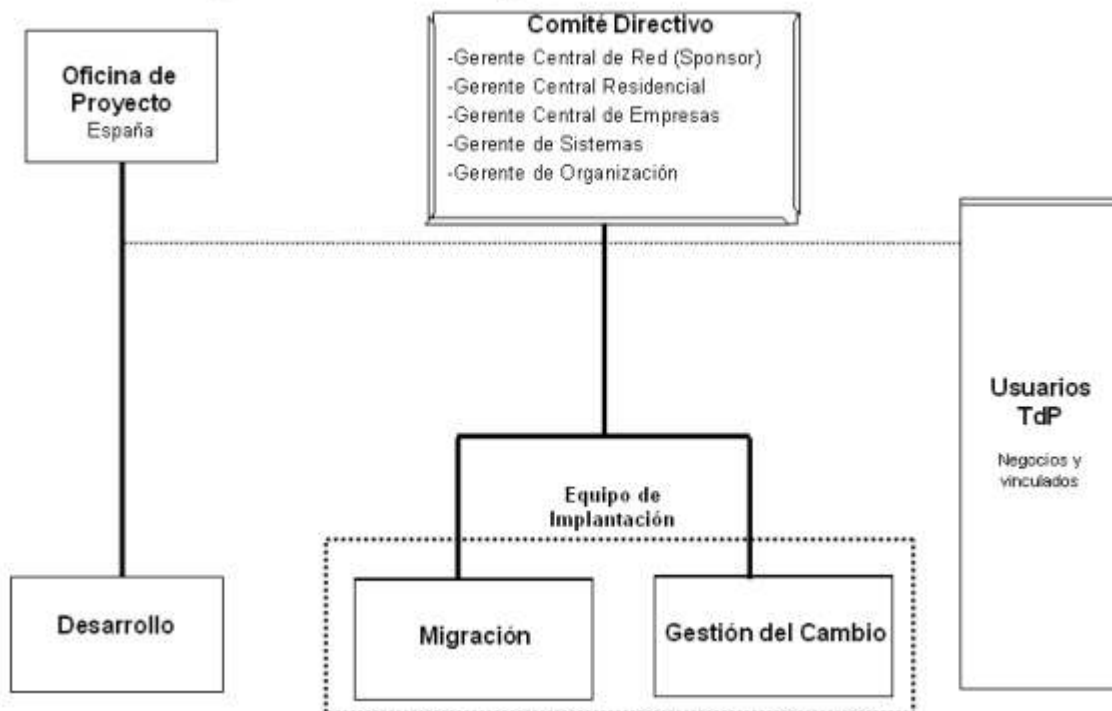 Oficina de
Proyecto
España
Comité Directivo
-Gerente Central de Red (Sponsor)
-Gerente Central Residencial
-Gerente Central de Empresas
-Gerente de Sistemas
-Gerente de Organización
Usuarios
TdP
Negocios y
vinculados
Equipo de
Implantación
Desarrollo
Migración
Gestión del Cambio